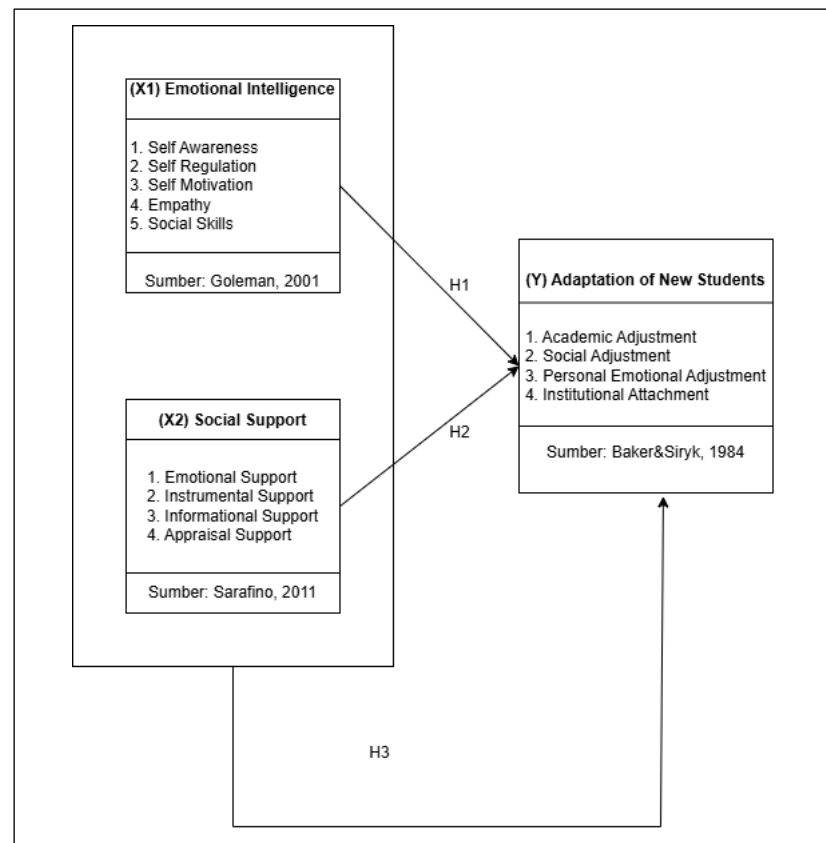 (X1) Emotional Intelligence
1. Self Awareness
2. Self Regulation
3. Self Motivation
4. Empathy
5. Social Skills
Sumber: Goleman, 2001
H1
(Y) Adaptation of New Students
1. Academic Adjustment
2. Social Adjustment
3. Personal Emotional Adjustment
4. Institutional Attachment
Sumber: Baker&Siryk, 1984
(X2) Social Support
H2
1. Emotional Support
2. Instrumental Support
3. Informational Support
4. Appraisal Support
Sumber: Sarafino, 2011
H3